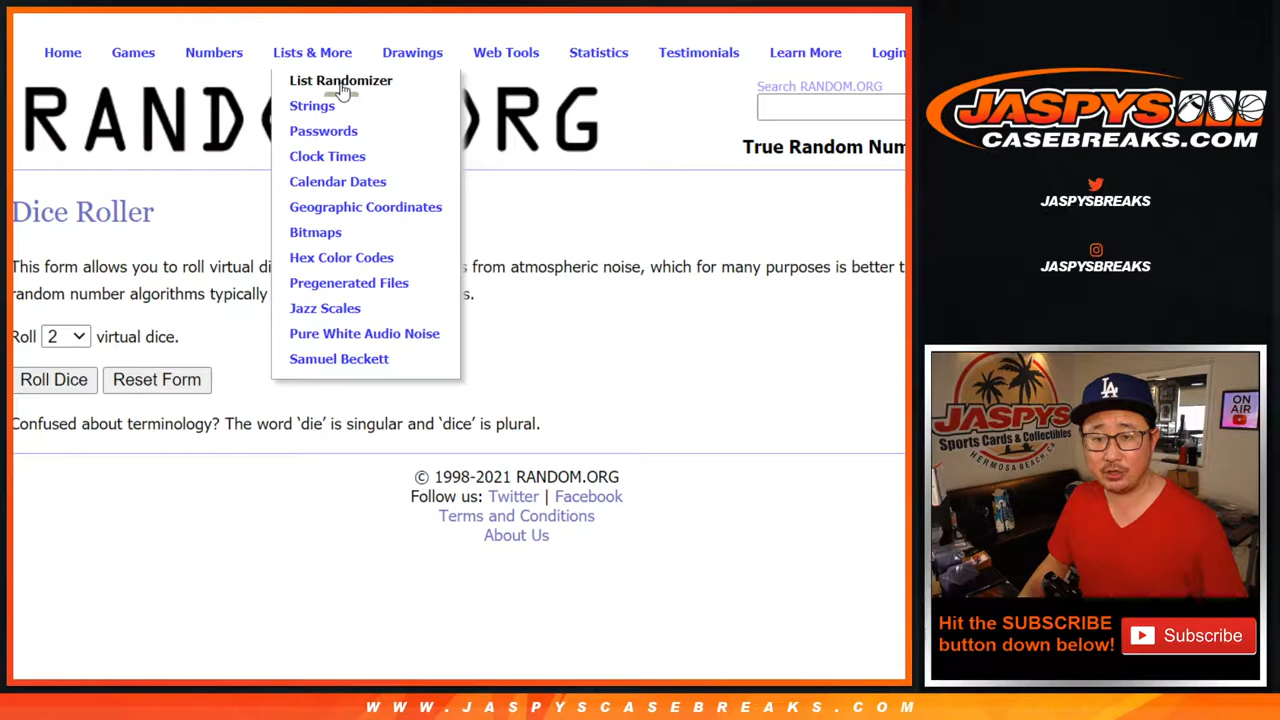 Home Games Numbers Lists & More Drawings Web Tools Statistics Testimonials Learn More Login
List Randomizer
Strings
Passwords
Clock Times
Calendar Dates
Geographic Coordinates
Bitmaps
Hex Color Codes
Pregenerated Files
Jazz Scales
Pure White Audio Noise
Samuel Beckett
Search RANDOM.ORG
True Random Num
Dice Roller
This form allows you to roll virtual di
s from atmospheric noise, which for many purposes is better t
random number algorithms typically
s.
Roll 2 virtual dice.
Roll Dice Reset Form
Confused about terminology? The word ‘die’ is singular and ‘dice’ is plural.
© 1998-2021 RANDOM.ORG
Follow us: Twitter | Facebook
Terms and Conditions
About Us
JASPYS
CASEBREAKS.COM
JASPYSBREAKS
JASPYSBREAKS
JASPYS
Sports Cards & Collectibles
HERMOSA BEACH, CA
LA
ON
AIR
Hit the SUBSCRIBE
button down below!
Subscribe
WWW.JASPYSCASEBREAKS.COM